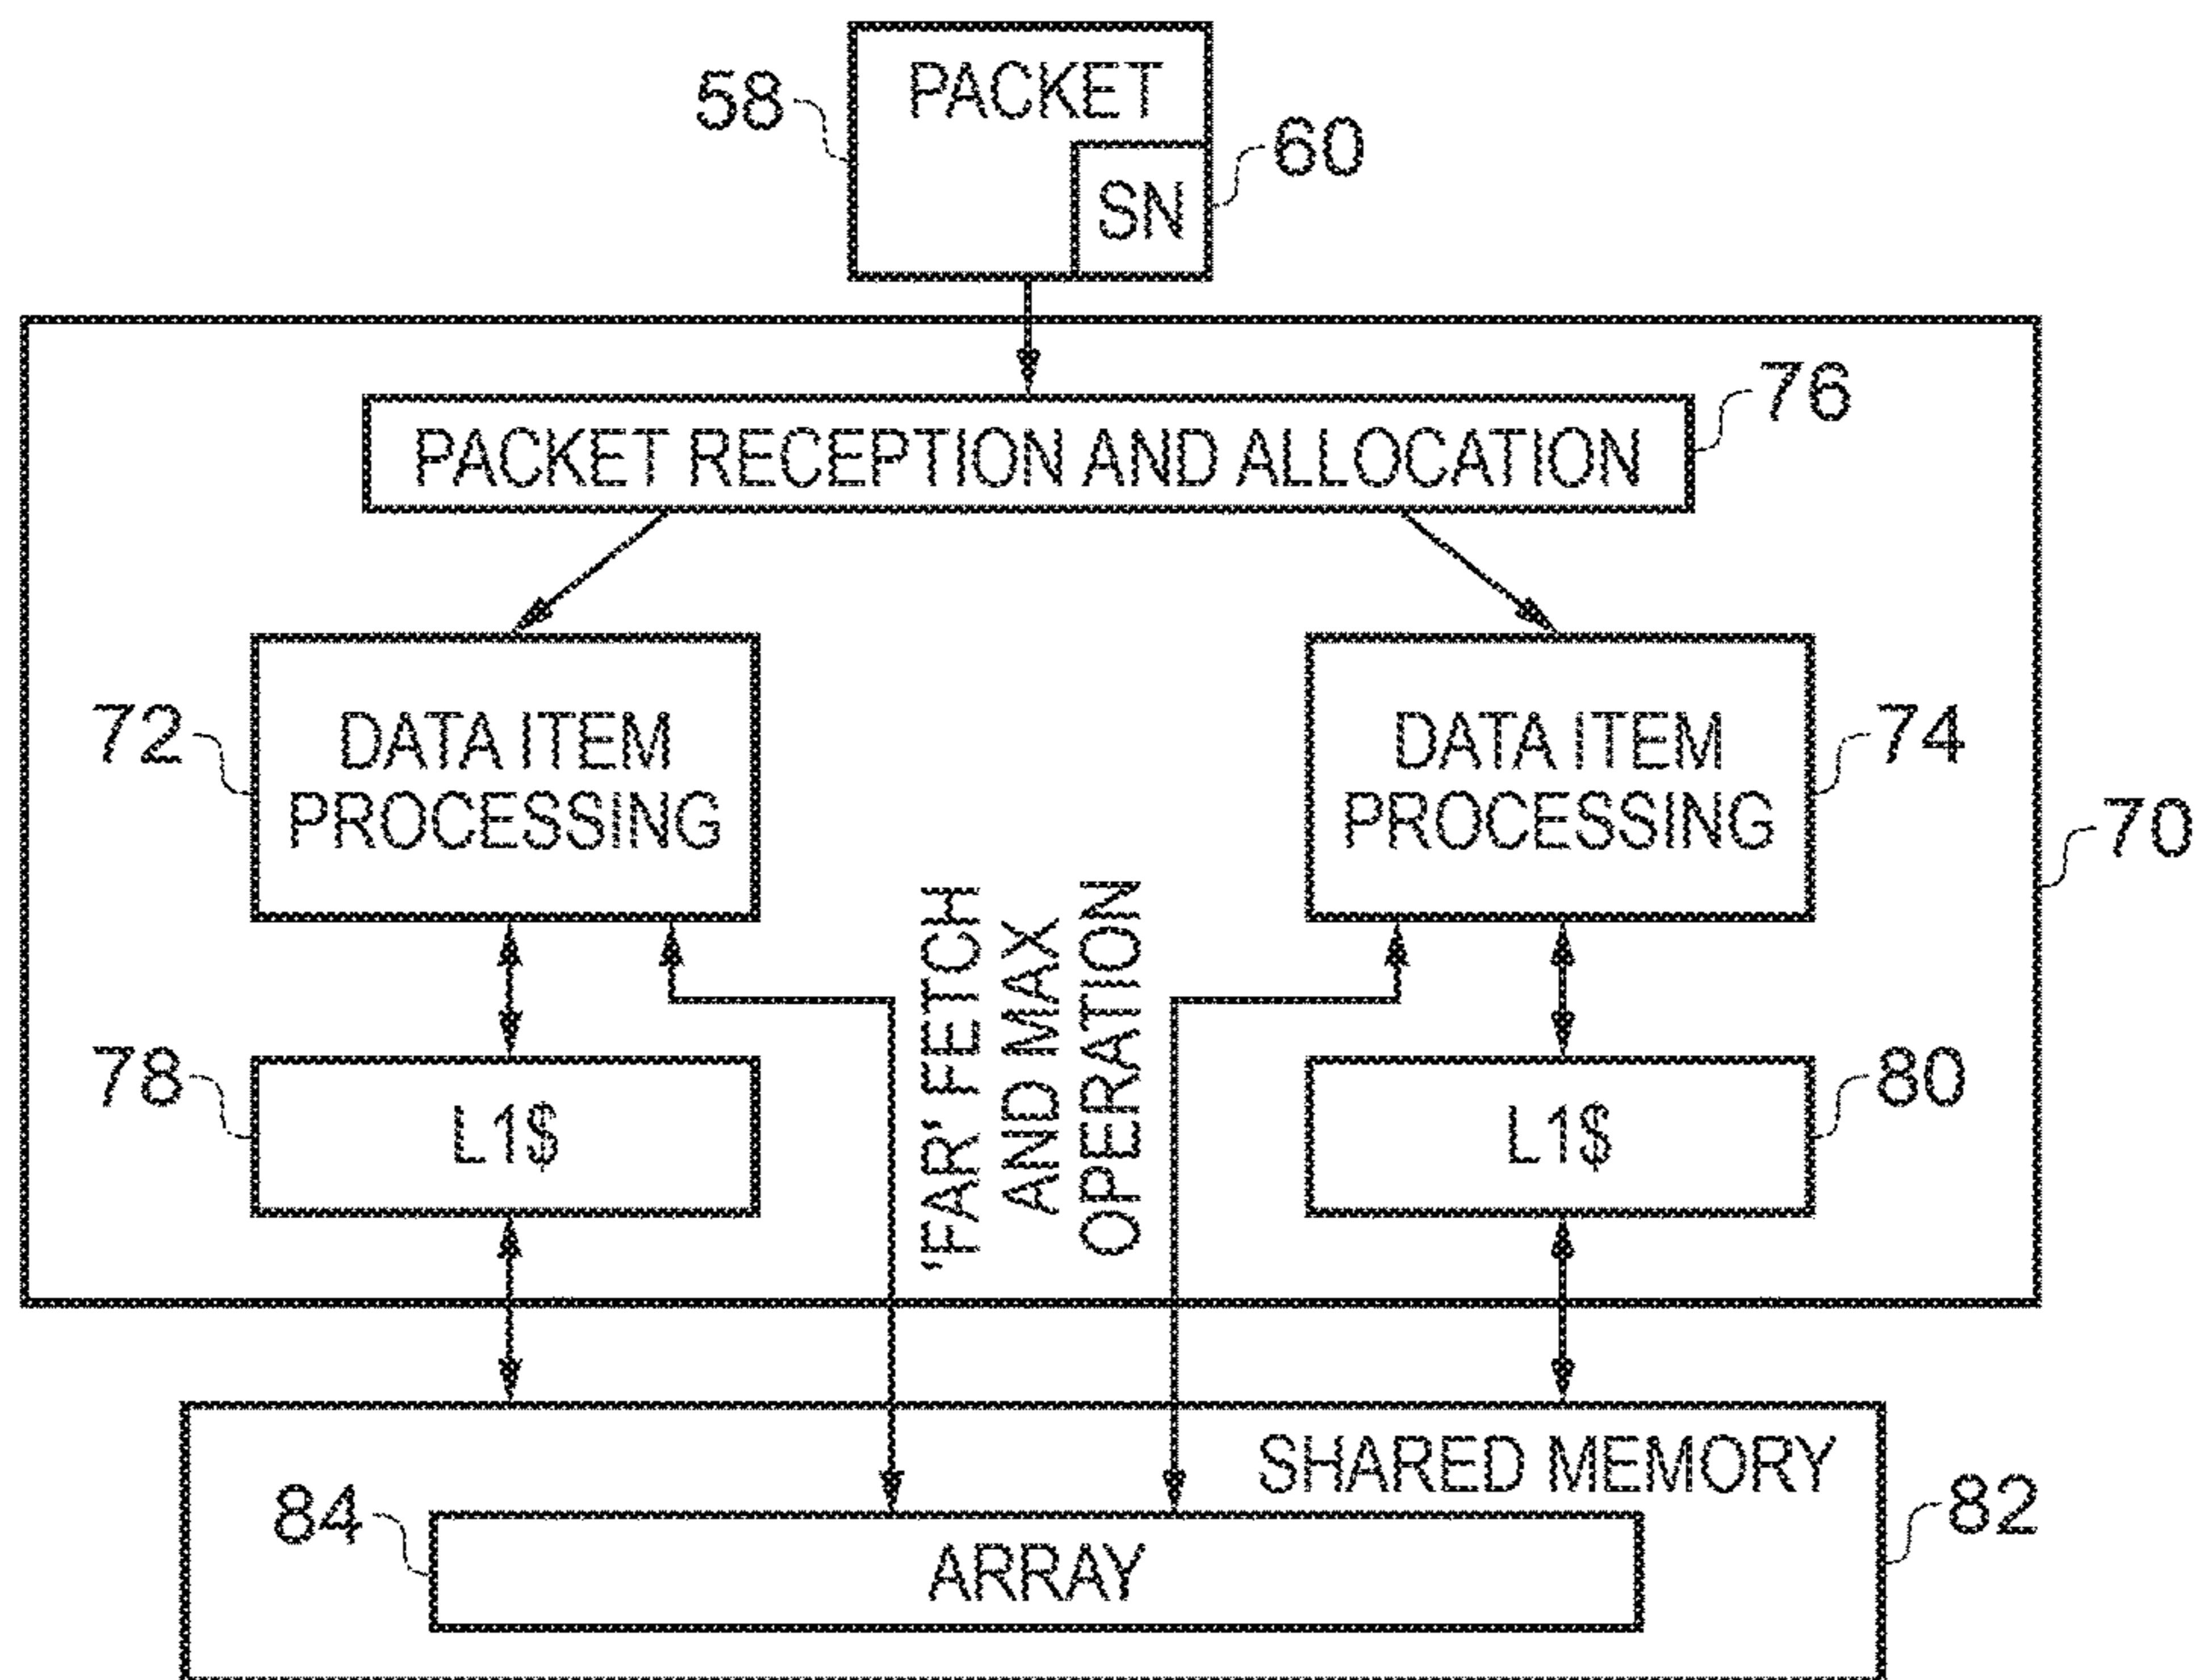 PACKET
58
60
SN
76
PACKET RECEPTION AND ALLOCATION
72
DATA ITEM
PROCESSING
DATA ITEM
PROCESSING
74
70
'FAR' FETCH
AND MAX
OPERATION
78
L1$
L1$
80
SHARED MEMORY
82
84
ARRAY